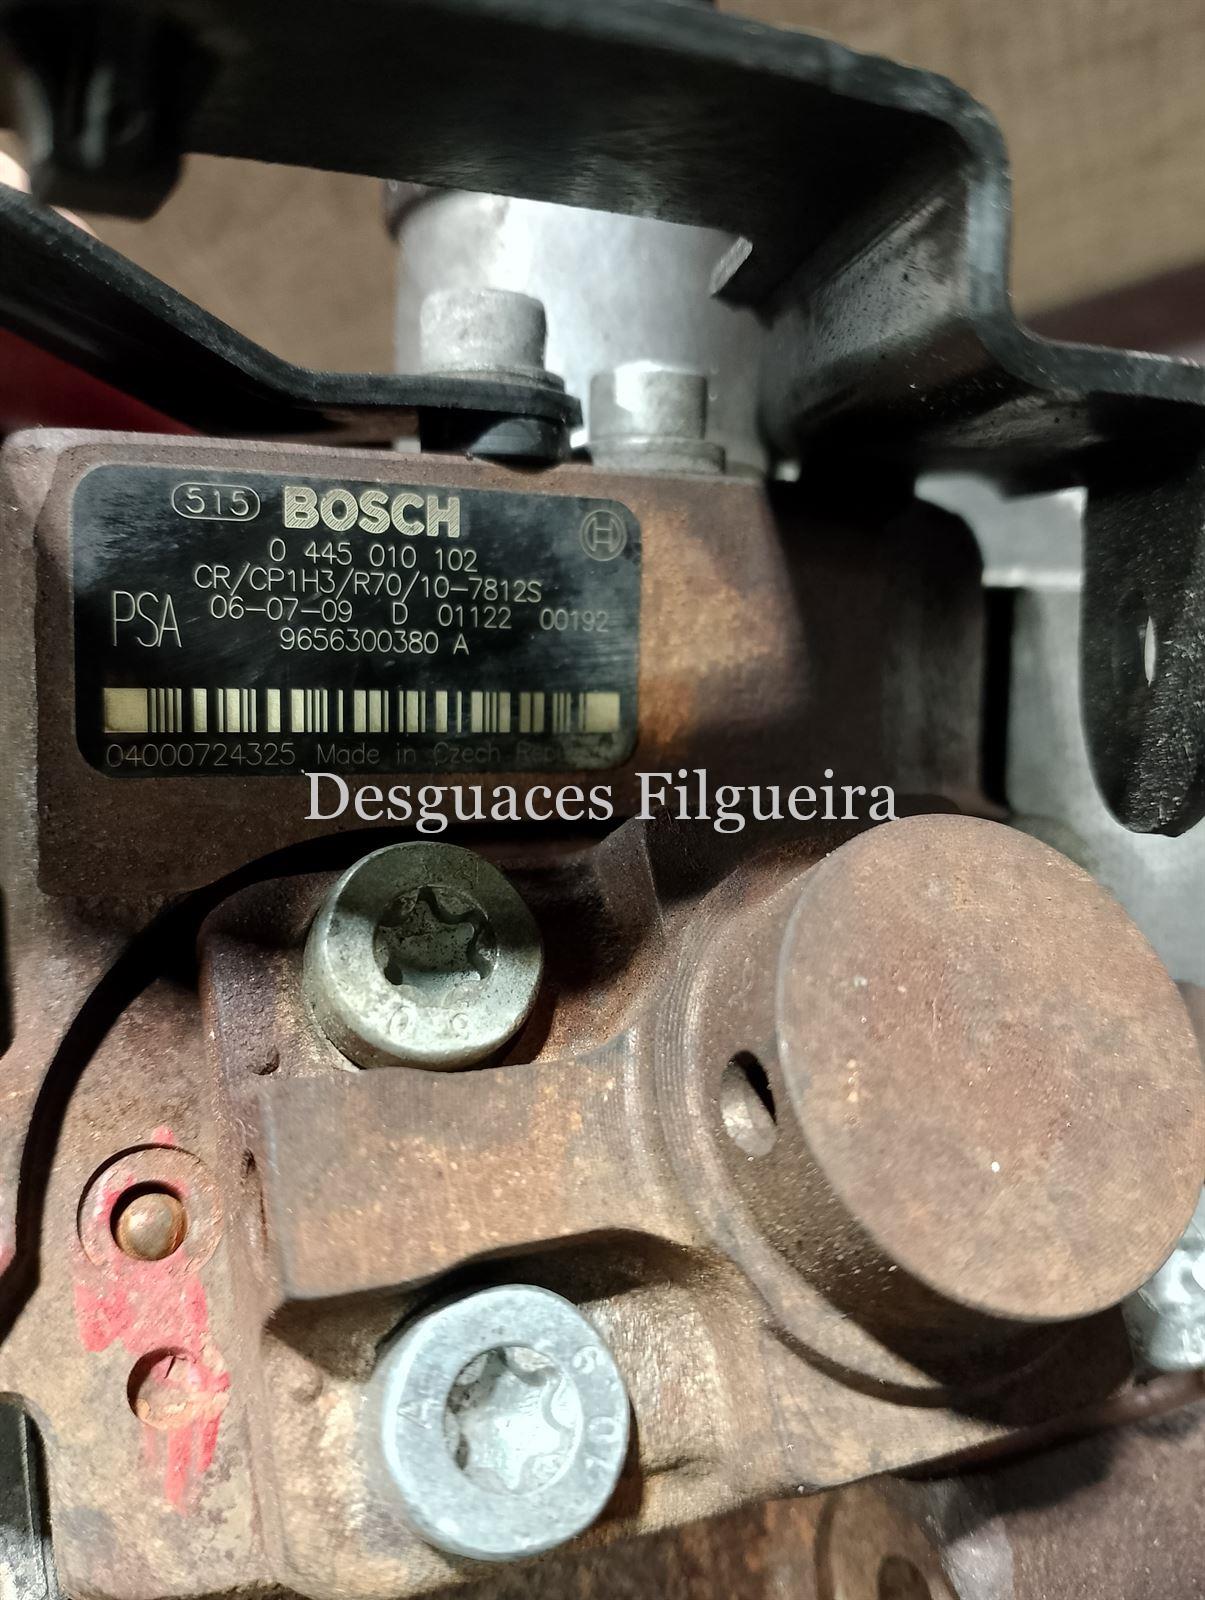 515 BOSCH
0 445 010 102
CR/CP1H3/R70/10-7812S
PSA 06-07-09 D 01122 00192
9656300380 A
04000724325 Made in Czech
Desguaces Filgueira
A 10